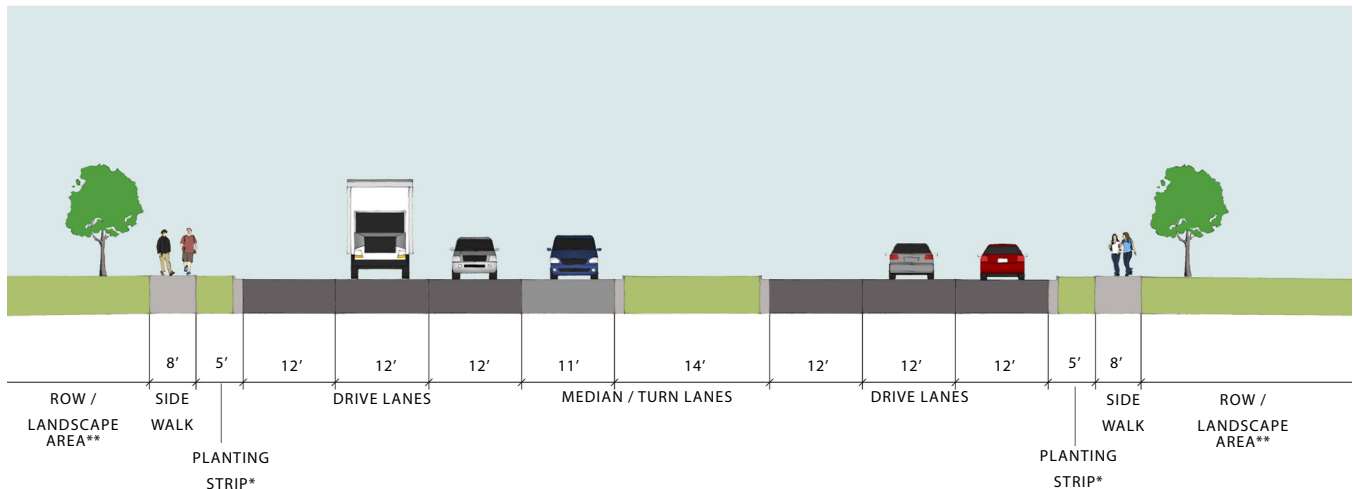 8’ 5’ 12’ 12’ 12’ 11’ 14’ 12’ 12’ 12’ 5’ 8’
ROW /
LANDSCAPE
AREA**
SIDE
WALK
PLANTING
STRIP*
DRIVE LANES
MEDIAN / TURN LANES
DRIVE LANES
PLANTING
STRIP*
SIDE
WALK
ROW /
LANDSCAPE
AREA**